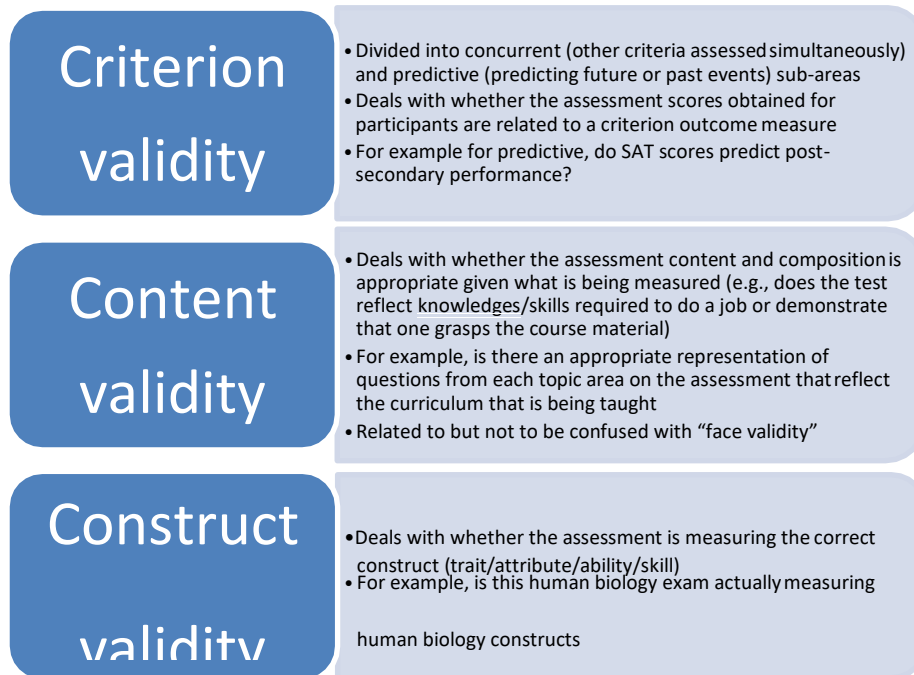 Criterion
validity
• Divided into concurrent (other criteria assessed simultaneously)
and predictive (predicting future or past events) sub-areas
• Deals with whether the assessment scores obtained for
participants are related to a criterion outcome measure
• For example for predictive, do SAT scores predict post-
secondary performance?
Content
validity
• Deals with whether the assessment content and composition is
appropriate given what is being measured (e.g., does the test
reflect knowledges/skills required to do a job or demonstrate
that one grasps the course material)
• For example, is there an appropriate representation of
questions from each topic area on the assessment that reflect
the curriculum that is being taught
• Related to but not to be confused with “face validity”
Construct
validity
• Deals with whether the assessment is measuring the correct
construct (trait/attribute/ability/skill)
• For example, is this human biology exam actually measuring
human biology constructs